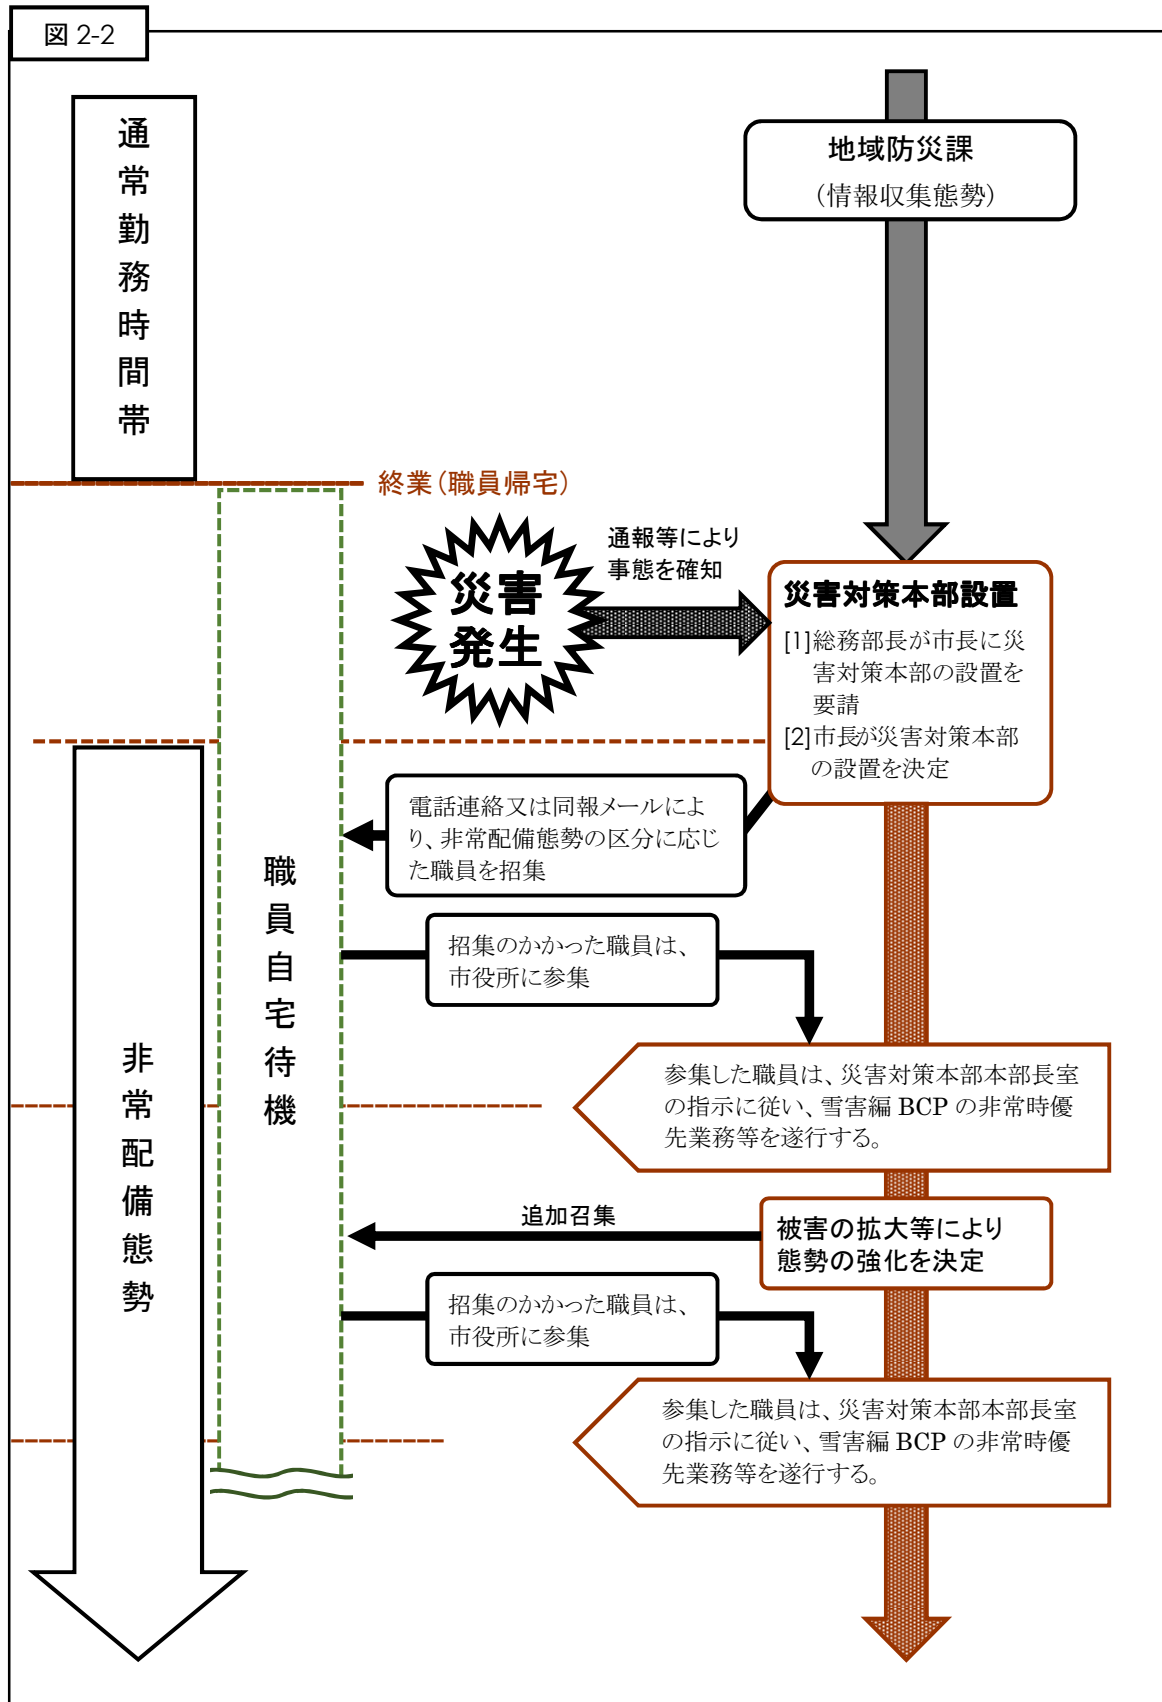 図 2-2
通常勤務時間帯
地域防災課
（情報収集態勢）
終業（職員帰宅）
災害
発生
通報等により
事態を確知
災害対策本部設置
[1]総務部長が市長に災
害対策本部の設置を
要請
[2]市長が災害対策本部
の設置を決定
電話連絡又は同報メールによ
り、非常配備態勢の区分に応じ
た職員を招集
職員自宅待機
招集のかかった職員は、
市役所に参集
非常配備態勢
参集した職員は、災害対策本部本部長室
の指示に従い、雪害編 BCP の非常時優
先業務等を遂行する。
追加召集
被害の拡大等により
態勢の強化を決定
招集のかかった職員は、
市役所に参集
参集した職員は、災害対策本部本部長室
の指示に従い、雪害編 BCP の非常時優
先業務等を遂行する。